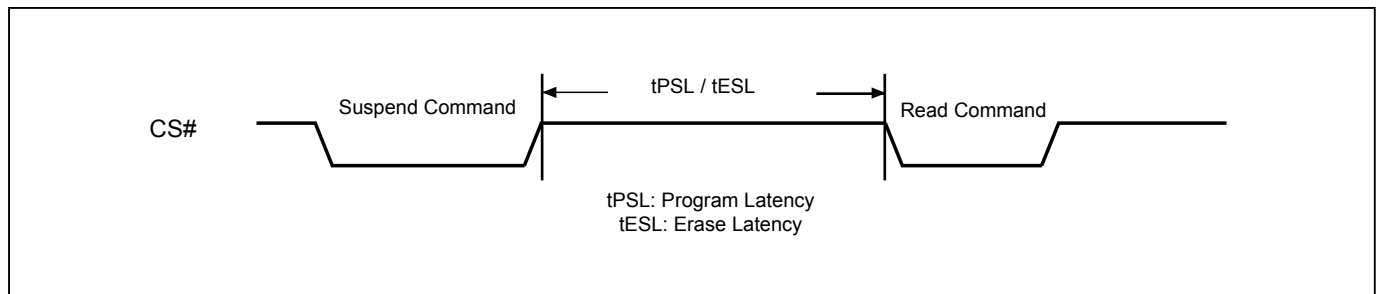 tPSL / tESL
Suspend Command
Read Command
CS#
tPSL: Program Latency
tESL: Erase Latency